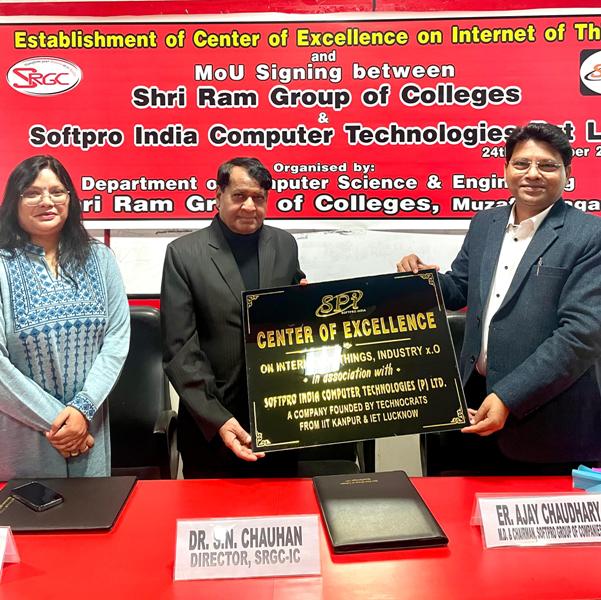 Establishment of Center of Excellence on Internet of Th
and
MoU Signing between
SRGC
Shri Ram Group of Colleges
&
Softpro India Computer Technologies Pvt L
24th
Organised by:
Department of Computer Science & Engineering
Shri Ram Group of Colleges,
SPI
SOFTPRO INDIA
CENTER OF EXCELLENCE
ON INTERNET OF THINGS, INDUSTRY x.O
• in association with •
SOFTPRO INDIA COMPUTER TECHNOLOGIES (P) LTD.
A COMPANY FOUNDED BY TECHNOCRATS
FROM IIT KANPUR & IET LUCKNOW
DR. S.N. CHAUHAN
DIRECTOR, SRGC-IC
ER. AJAY CHAUDHARY
M.D. & CHAIRMAN, SOFTPRO GROUP OF COMPANIES